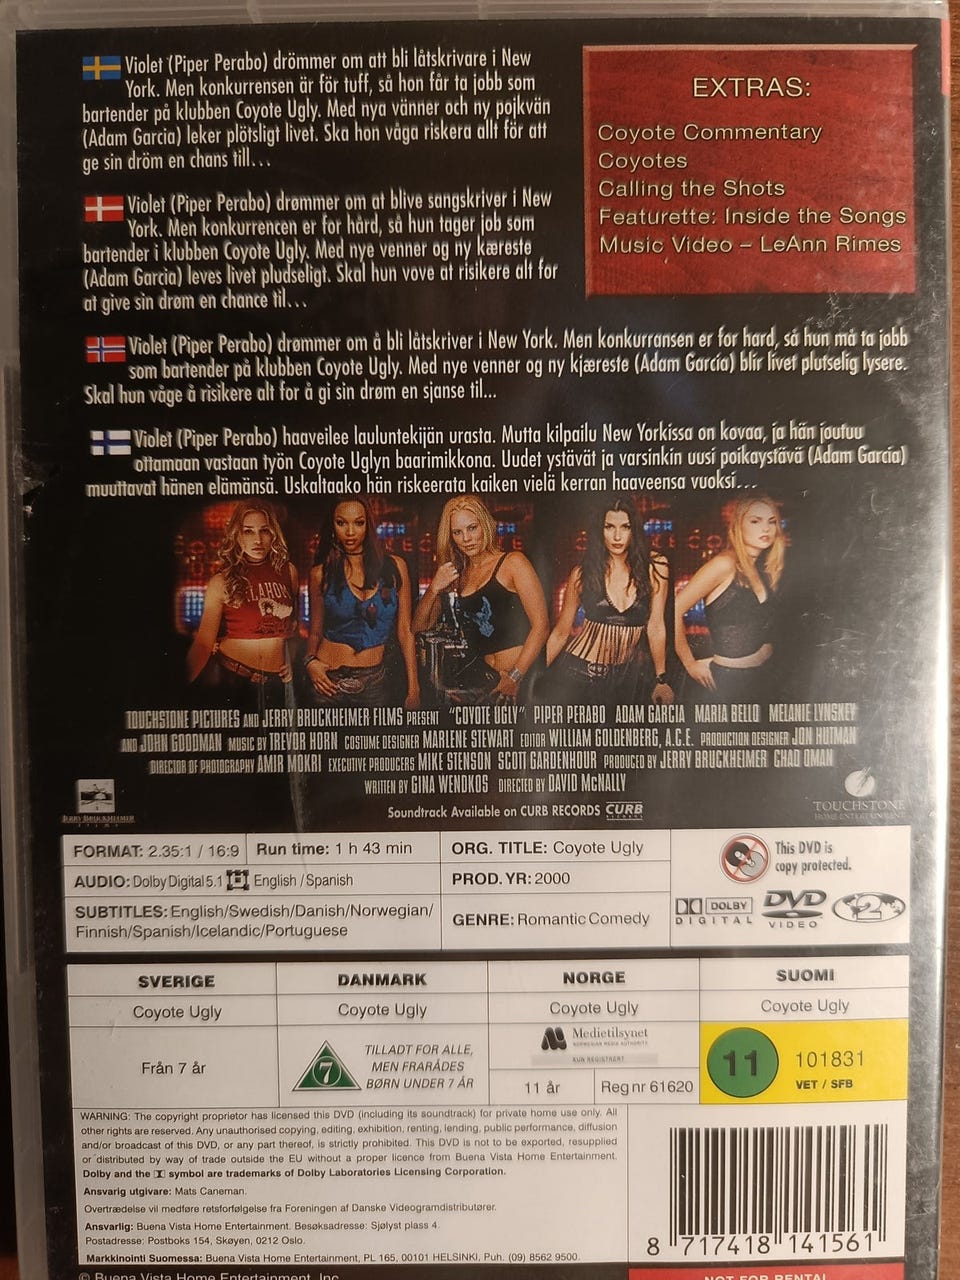 Violet (Piper Perabo) drömmer om att bli låtskrivare i New
York. Men konkurrensen är för tuff, så hon får ta jobb som
bartender på klubben Coyote Ugly. Med nya vänner och ny pojkvän
(Adam Garcia) leker plötsligt livet. Ska hon våga riskera allt för att
ge sin dröm en chans till...
Violet (Piper Perabo) drømmer om at blive sangskriver i New
York. Men konkurrencen er for hård, så hun tager job som
bartender i klubben Coyote Ugly. Med nye venner og ny kæreste
(Adam Garcia) leves livet pludseligt. Skal hun vove at risikere alt for
at give sin drøm en chance til...
Violet (Piper Perabo) drømmer om å bli låtskriver i New York. Men konkurransen er for hard, så hun må ta jobb
som bartender på klubben Coyote Ugly. Med nye venner og ny kjæreste (Adam Garcia) blir livet plutselig lysere.
Skal hun våge å risikere alt for å gi sin drøm en sjanse til...
Violet (Piper Perabo) haaveilee lauluntekijän urasta. Mutta kilpailu New Yorkissa on kovaa, ja hän joutuu
ottamaan vastaan työn Coyote Uglyn baarimikkona. Uudet ystävät ja varsinkin uusi poikaystävä (Adam Garcia)
muuttavat hänen elämänsä. Uskaltaako hän riskeerata kaiken vielä kerran haaveensa vuoksi...
EXTRAS:
Coyote Commentary
Coyotes
Calling the Shots
Featurette: Inside the Songs
Music Video – LeAnn Rimes
TOUCHSTONE PICTURES AND JERRY BRUCKHEIMER FILMS PRESENT "COYOTE UGLY" PIPER PERABO ADAM GARCIA MARIA BELLO MELANIE LYNSKEY
AND JOHN GOODMAN MUSIC BY TREVOR HORN COSTUME DESIGNER MARLENE STEWART EDITOR WILLIAM GOLDENBERG, A.C.E. PRODUCTION DESIGNER JON HUTMAN
DIRECTOR OF PHOTOGRAPHY AMIR MOKRI EXECUTIVE PRODUCERS MIKE STENSON SCOTT GARDENHOUR PRODUCED BY JERRY BRUCKHEIMER CHAD OMAN
WRITTEN BY GINA WENDKOS DIRECTED BY DAVID McNALLY
Soundtrack Available on CURB RECORDS CURB RECORDS
JERRY BRUCKHEIMER
FILMS
TOUCHSTONE
HOME ENTERTAINMENT
FORMAT: 2.35:1 / 16:9
Run time: 1 h 43 min
AUDIO: Dolby Digital 5.1 English / Spanish
SUBTITLES: English/Swedish/Danish/Norwegian/
Finnish/Spanish/Icelandic/Portuguese
ORG. TITLE: Coyote Ugly
PROD. YR: 2000
GENRE: Romantic Comedy
This DVD is
copy protected.
DOLBY
DIGITAL
DVD
VIDEO
2
SVERIGE
Coyote Ugly
Från 7 år
DANMARK
Coyote Ugly
7
TILLADT FOR ALLE,
MEN FRARÅDES
BØRN UNDER 7 ÅR
NORGE
Coyote Ugly
Medietilsynet
NORWEGIAN MEDIA AUTHORITY
KUN REGISTRERT
11 år
Reg nr 61620
SUOMI
Coyote Ugly
11
101831
VET / SFB
WARNING: The copyright proprietor has licensed this DVD (including its soundtrack) for private home use only. All
other rights are reserved. Any unauthorised copying, editing, exhibition, renting, lending, public performance, diffusion
and/or broadcast of this DVD, or any part thereof, is strictly prohibited. This DVD is not to be exported, resupplied
or distributed by way of trade outside the EU without a proper licence from Buena Vista Home Entertainment.
Dolby and the symbol are trademarks of Dolby Laboratories Licensing Corporation.
Ansvarig utgivare: Mats Caneman.
Overtrædelse vil medføre retsforfølgelse fra Foreningen af Danske Videogramdistributører.
Ansvarlig: Buena Vista Home Entertainment. Besøksadresse: Sjølyst plass 4.
Postadresse: Postboks 154, Skøyen, 0212 Oslo.
Markkinointi Suomessa: Buena Vista Home Entertainment, PL 165, 00101 HELSINKI, Puh. (09) 8562 9500.
© Buena Vista Home Entertainment, Inc.
8 717418 141561
NOT FOR RENTAL